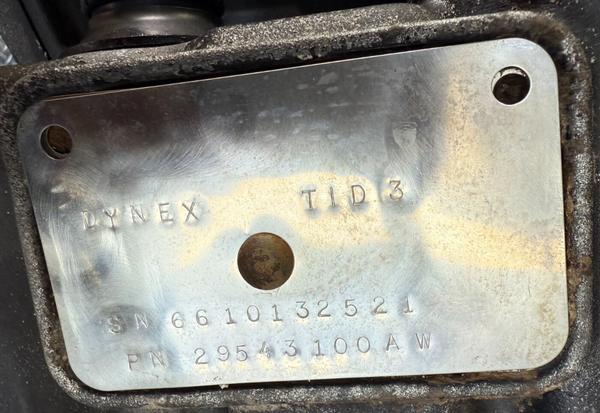 DYNEX TID 3
SN 6610132521
PN 29543100AW